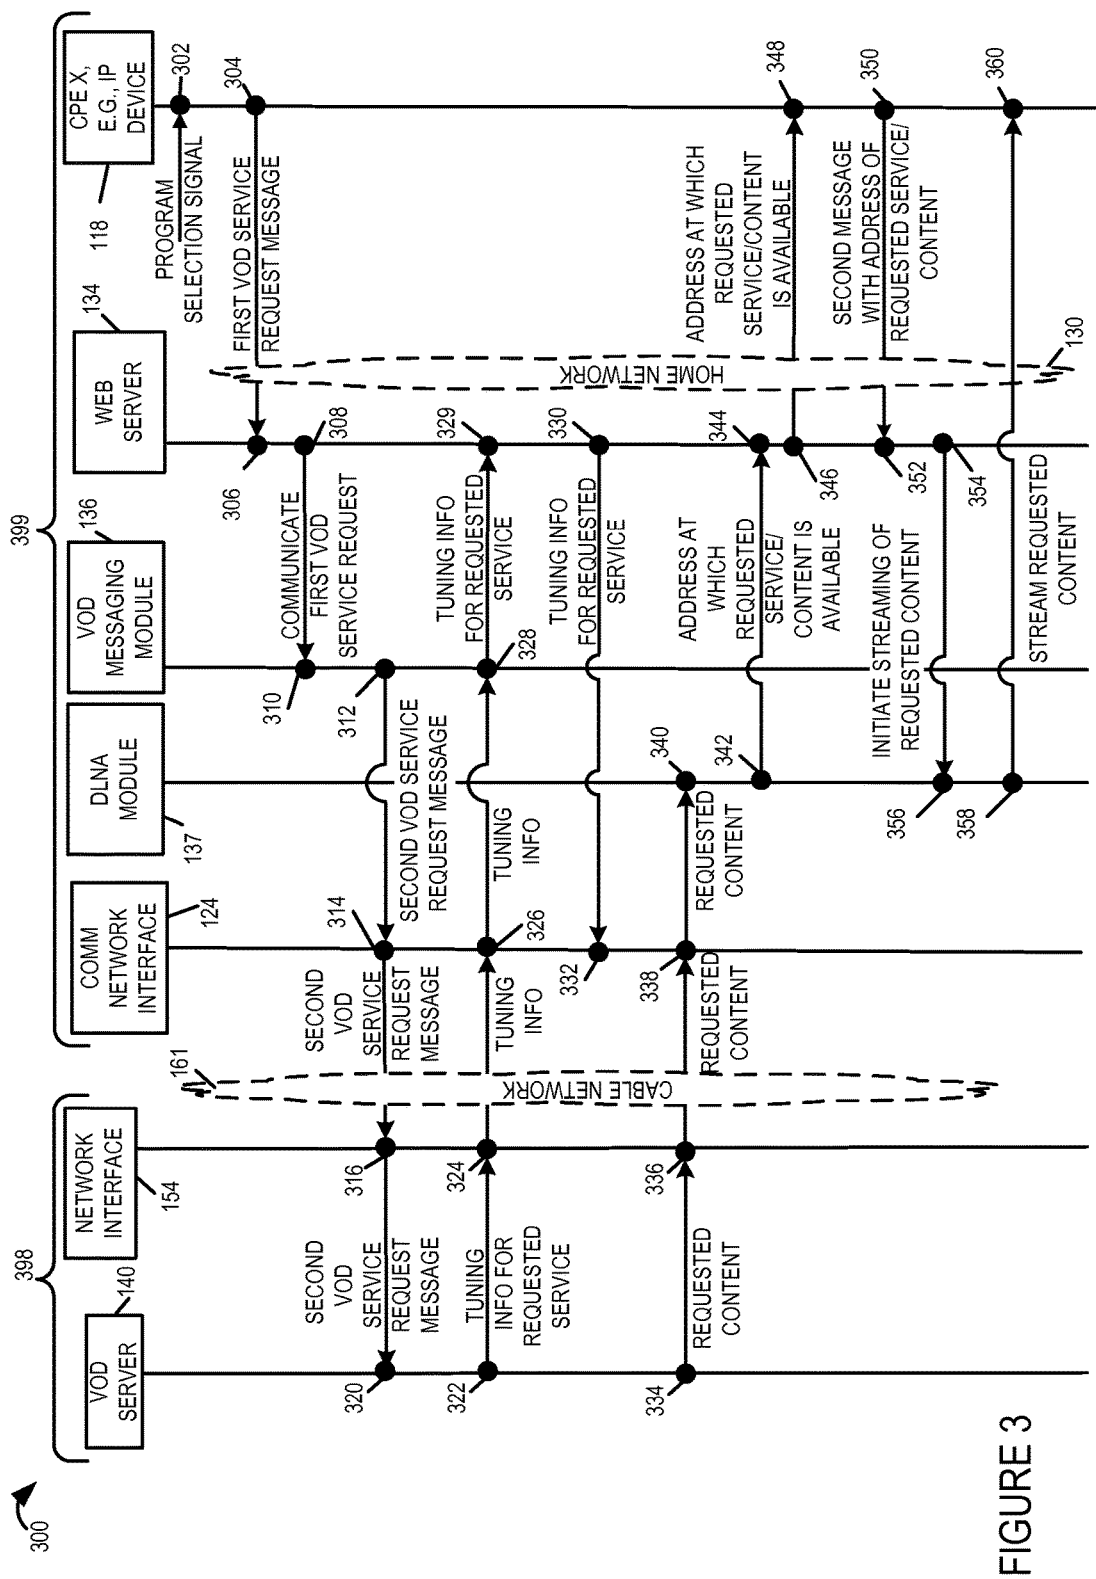 300
398
399
VOD
SERVER
140
NETWORK
INTERFACE
154
COMM
NETWORK
INTERFACE
124
DLNA
MODULE
137
VOD
MESSAGING
MODULE
136
WEB
SERVER
134
CPE X,
E.G., IP
DEVICE
118
161
CABLE NETWORK
HOME NETWORK
130
PROGRAM
SELECTION SIGNAL
302
304
FIRST VOD SERVICE
REQUEST MESSAGE
306
308
COMMUNICATE
FIRST VOD
SERVICE REQUEST
310
312
SECOND VOD SERVICE
REQUEST MESSAGE
314
SECOND
VOD
SERVICE
REQUEST
MESSAGE
316
SECOND
VOD
SERVICE
REQUEST
MESSAGE
320
322
TUNING
INFO FOR
REQUESTED
SERVICE
324
TUNING
INFO
326
TUNING
INFO
328
TUNING INFO
FOR REQUESTED
SERVICE
329
330
TUNING INFO
FOR REQUESTED
SERVICE
332
334
REQUESTED
CONTENT
336
REQUESTED
CONTENT
338
REQUESTED
CONTENT
340
342
ADDRESS AT
WHICH
REQUESTED
SERVICE/
CONTENT IS
AVAILABLE
344
346
ADDRESS AT WHICH
REQUESTED
SERVICE/CONTENT
IS AVAILABLE
348
350
SECOND MESSAGE
WITH ADDRESS OF
REQUESTED SERVICE/
CONTENT
352
354
INITIATE STREAMING OF
REQUESTED CONTENT
356
358
STREAM REQUESTED
CONTENT
360
FIGURE 3